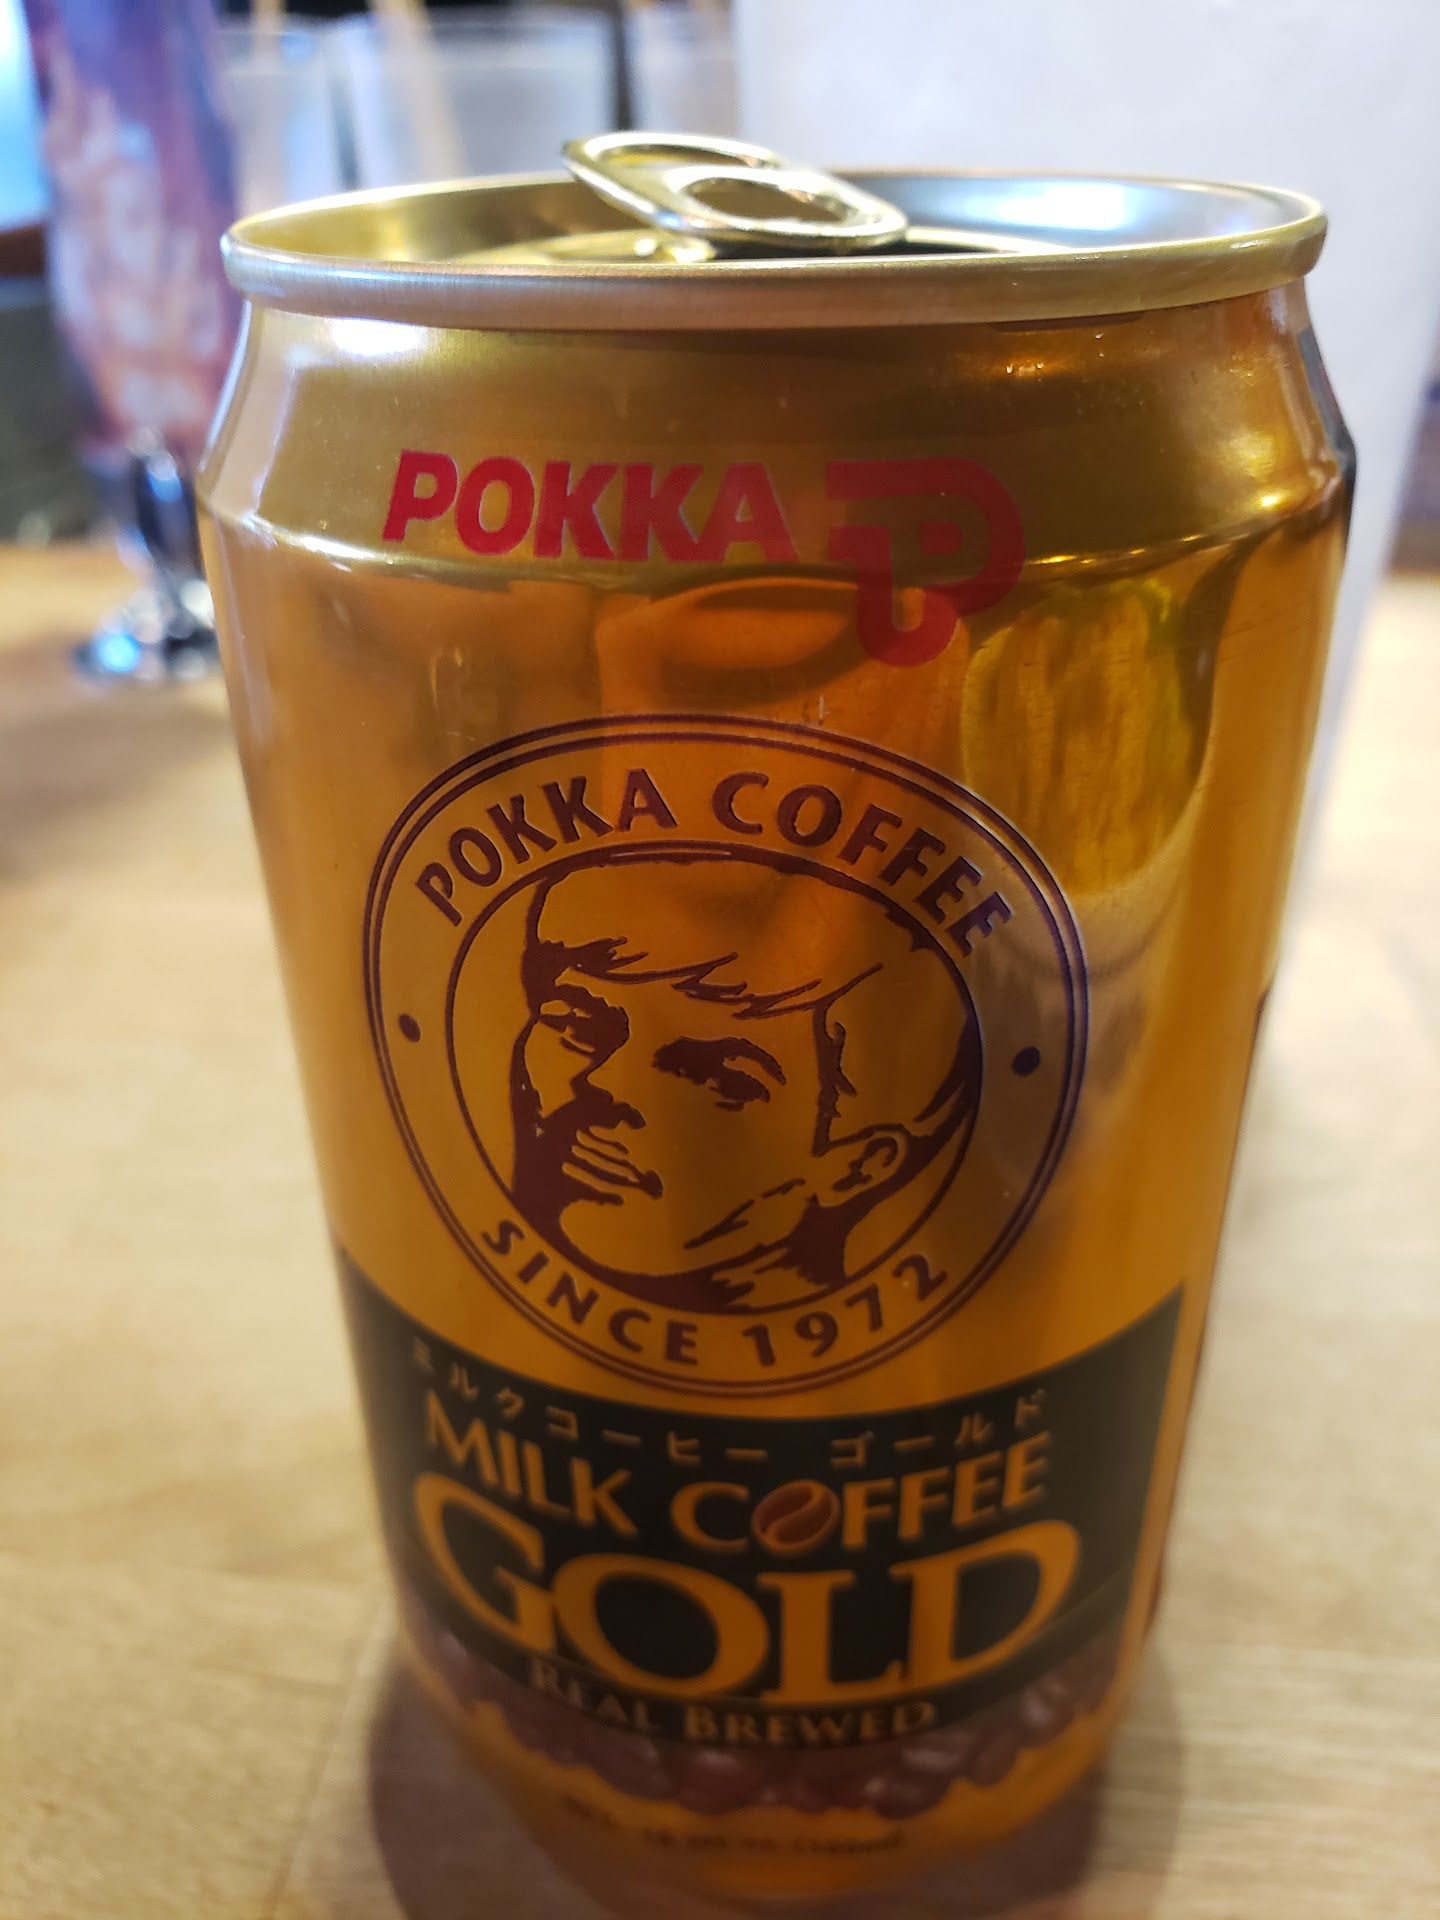 POKKA
POKKA COFFEE
SINCE 1972
ミルクコーヒー ゴールド
MILK COFFEE
GOLD
REAL BREWED